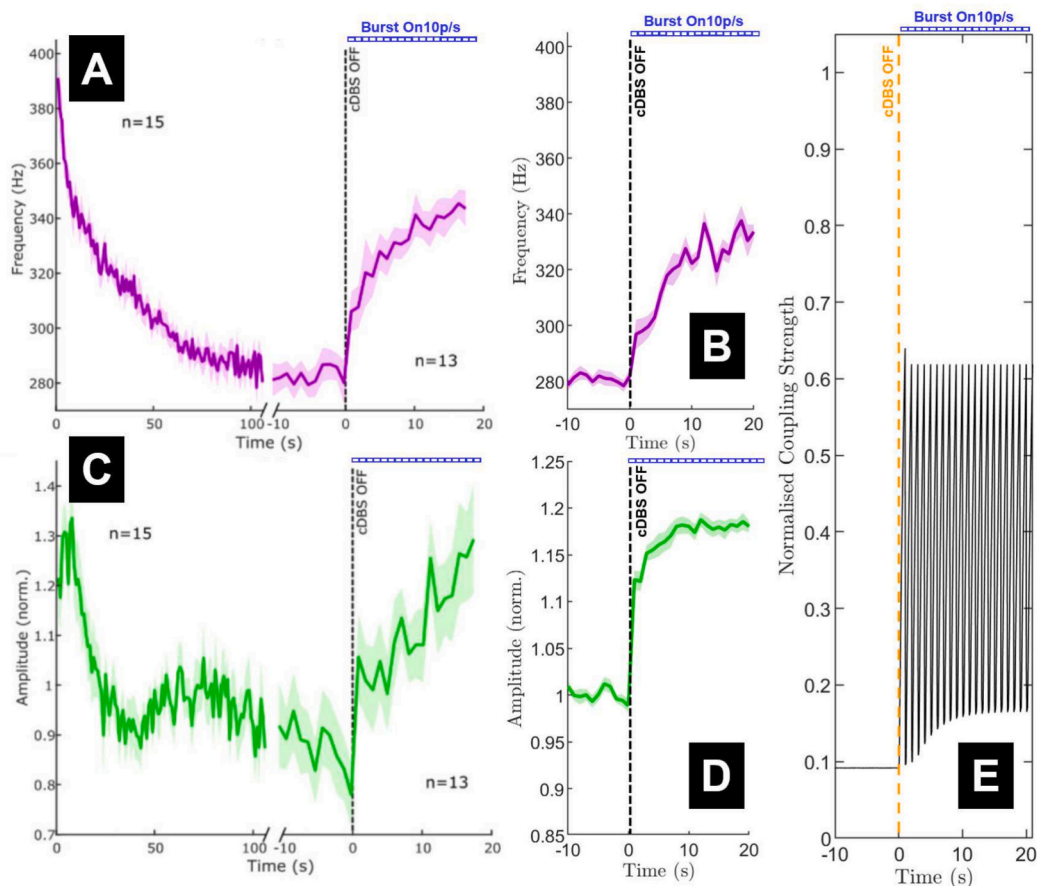 Burst On10p/s
A
400
380
360
340
320
300
280
Frequency (Hz)
n=15
cDBS OFF
n=13
0
50
100
-10
0
10
20
Time (s)
Burst On10p/s
B
400
380
360
340
320
300
280
Frequency (Hz)
cDBS OFF
-10
0
10
20
Time (s)
C
1.4
1.3
1.2
1.1
1.0
0.9
0.8
0.7
Amplitude (norm.)
n=15
cDBS OFF
n=13
0
50
100
-10
0
10
20
Time (s)
D
1.25
1.2
1.15
1.1
1.05
1
0.95
0.9
0.85
Amplitude (norm.)
cDBS OFF
-10
0
10
20
Time (s)
Burst On10p/s
E
1
0.9
0.8
0.7
0.6
0.5
0.4
0.3
0.2
0.1
0
Normalised Coupling Strength
cDBS OFF
-10
0
10
20
Time (s)